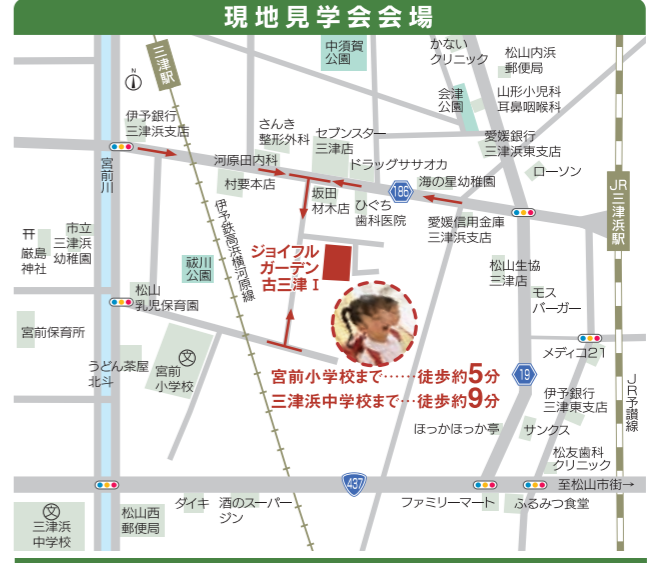 現地見学会会場
中須賀
公園
かない
クリニック
松山内浜
郵便局
三津駅
N
会津
公園
山形小児科
耳鼻咽喉科
伊予銀行
三津浜支店
さんき
整形外科
セブンスター
三津店
愛媛銀行
三津浜東支店
河原田内科
ドラッグササオカ
ローソン
宮前川
村要本店
坂田
材木店
186
海の星幼稚園
ひぐち
歯科医院
愛媛信用金庫
三津浜支店
JR三津浜駅
厳島
神社
市立
三津浜
幼稚園
伊予鉄高浜横河原線
祓川
公園
ジョイフル
ガーデン
古三津Ⅰ
松山生協
三津店
松山
乳児保育園
モス
バーガー
宮前保育所
メディコ21
うどん茶屋
北斗
文
宮前
小学校
宮前小学校まで……徒歩約5分
三津浜中学校まで…徒歩約9分
19
JR予讃線
伊予銀行
三津東支店
ほっかほっか亭
サンクス
松友歯科
クリニック
437
至松山市街→
文
三津浜
中学校
松山西
郵便局
ダイキ
酒のスーパー
ジン
ファミリーマート
ふるみつ食堂